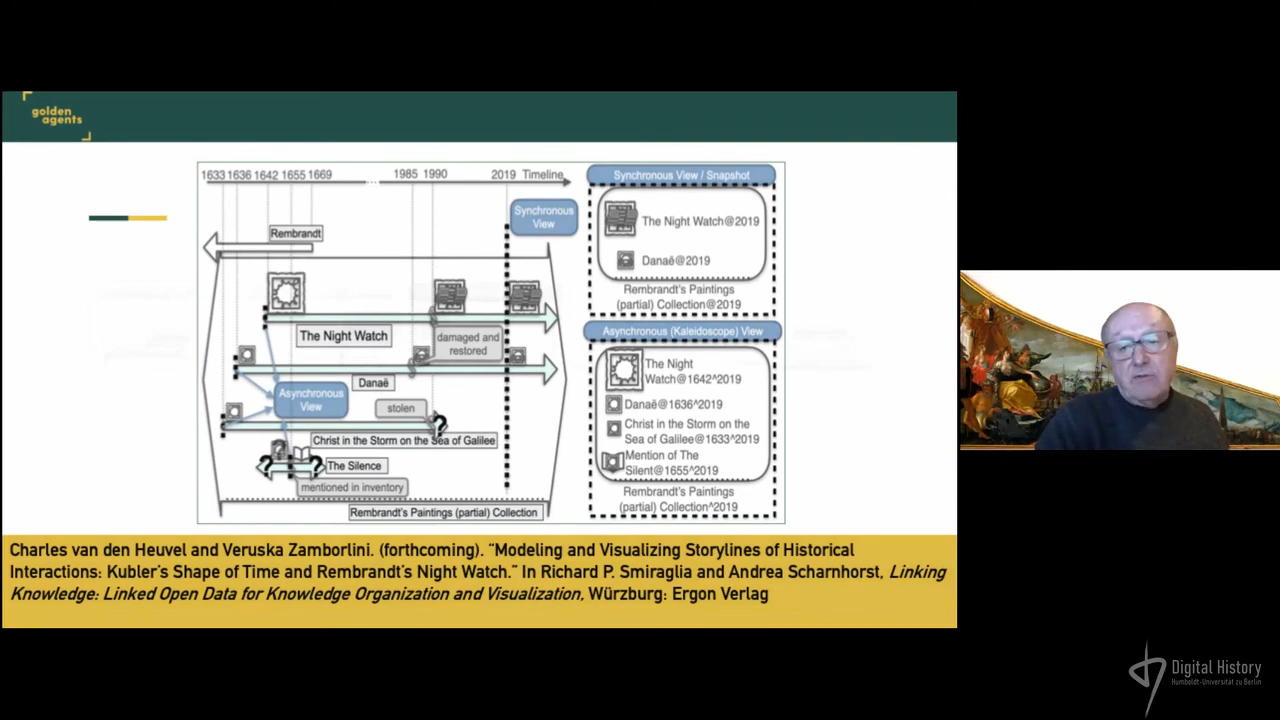 golden
agents
1633 1636 1642 1655 1669 ... 1985 1990 2019 Timeline
Synchronous
View
Rembrandt
The Night Watch
damaged and
restored
Danaë
Asynchronous
View
stolen
?
Christ in the Storm on the Sea of Galilee
? ? ?
The Silence
mentioned in inventory
Rembrandt's Paintings (partial) Collection
Synchronous View / Snapshot
The Night Watch@2019
Danaë@2019
Rembrandt's Paintings
(partial) Collection@2019
Asynchronous (Kaleidoscope) View
The Night
Watch@1642^2019
Danaë@1636^2019
Christ in the Storm on the
Sea of Galilee@1633^2019
Mention of The
Silent@1655^2019
Rembrandt's Paintings
(partial) Collection^2019
Charles van den Heuvel and Veruska Zamborlini. (forthcoming). "Modeling and Visualizing Storylines of Historical
Interactions: Kubler's Shape of Time and Rembrandt's Night Watch." In Richard P. Smiraglia and Andrea Scharnhorst, Linking
Knowledge: Linked Open Data for Knowledge Organization and Visualization, Würzburg: Ergon Verlag
Digital History
Humboldt-Universität zu Berlin